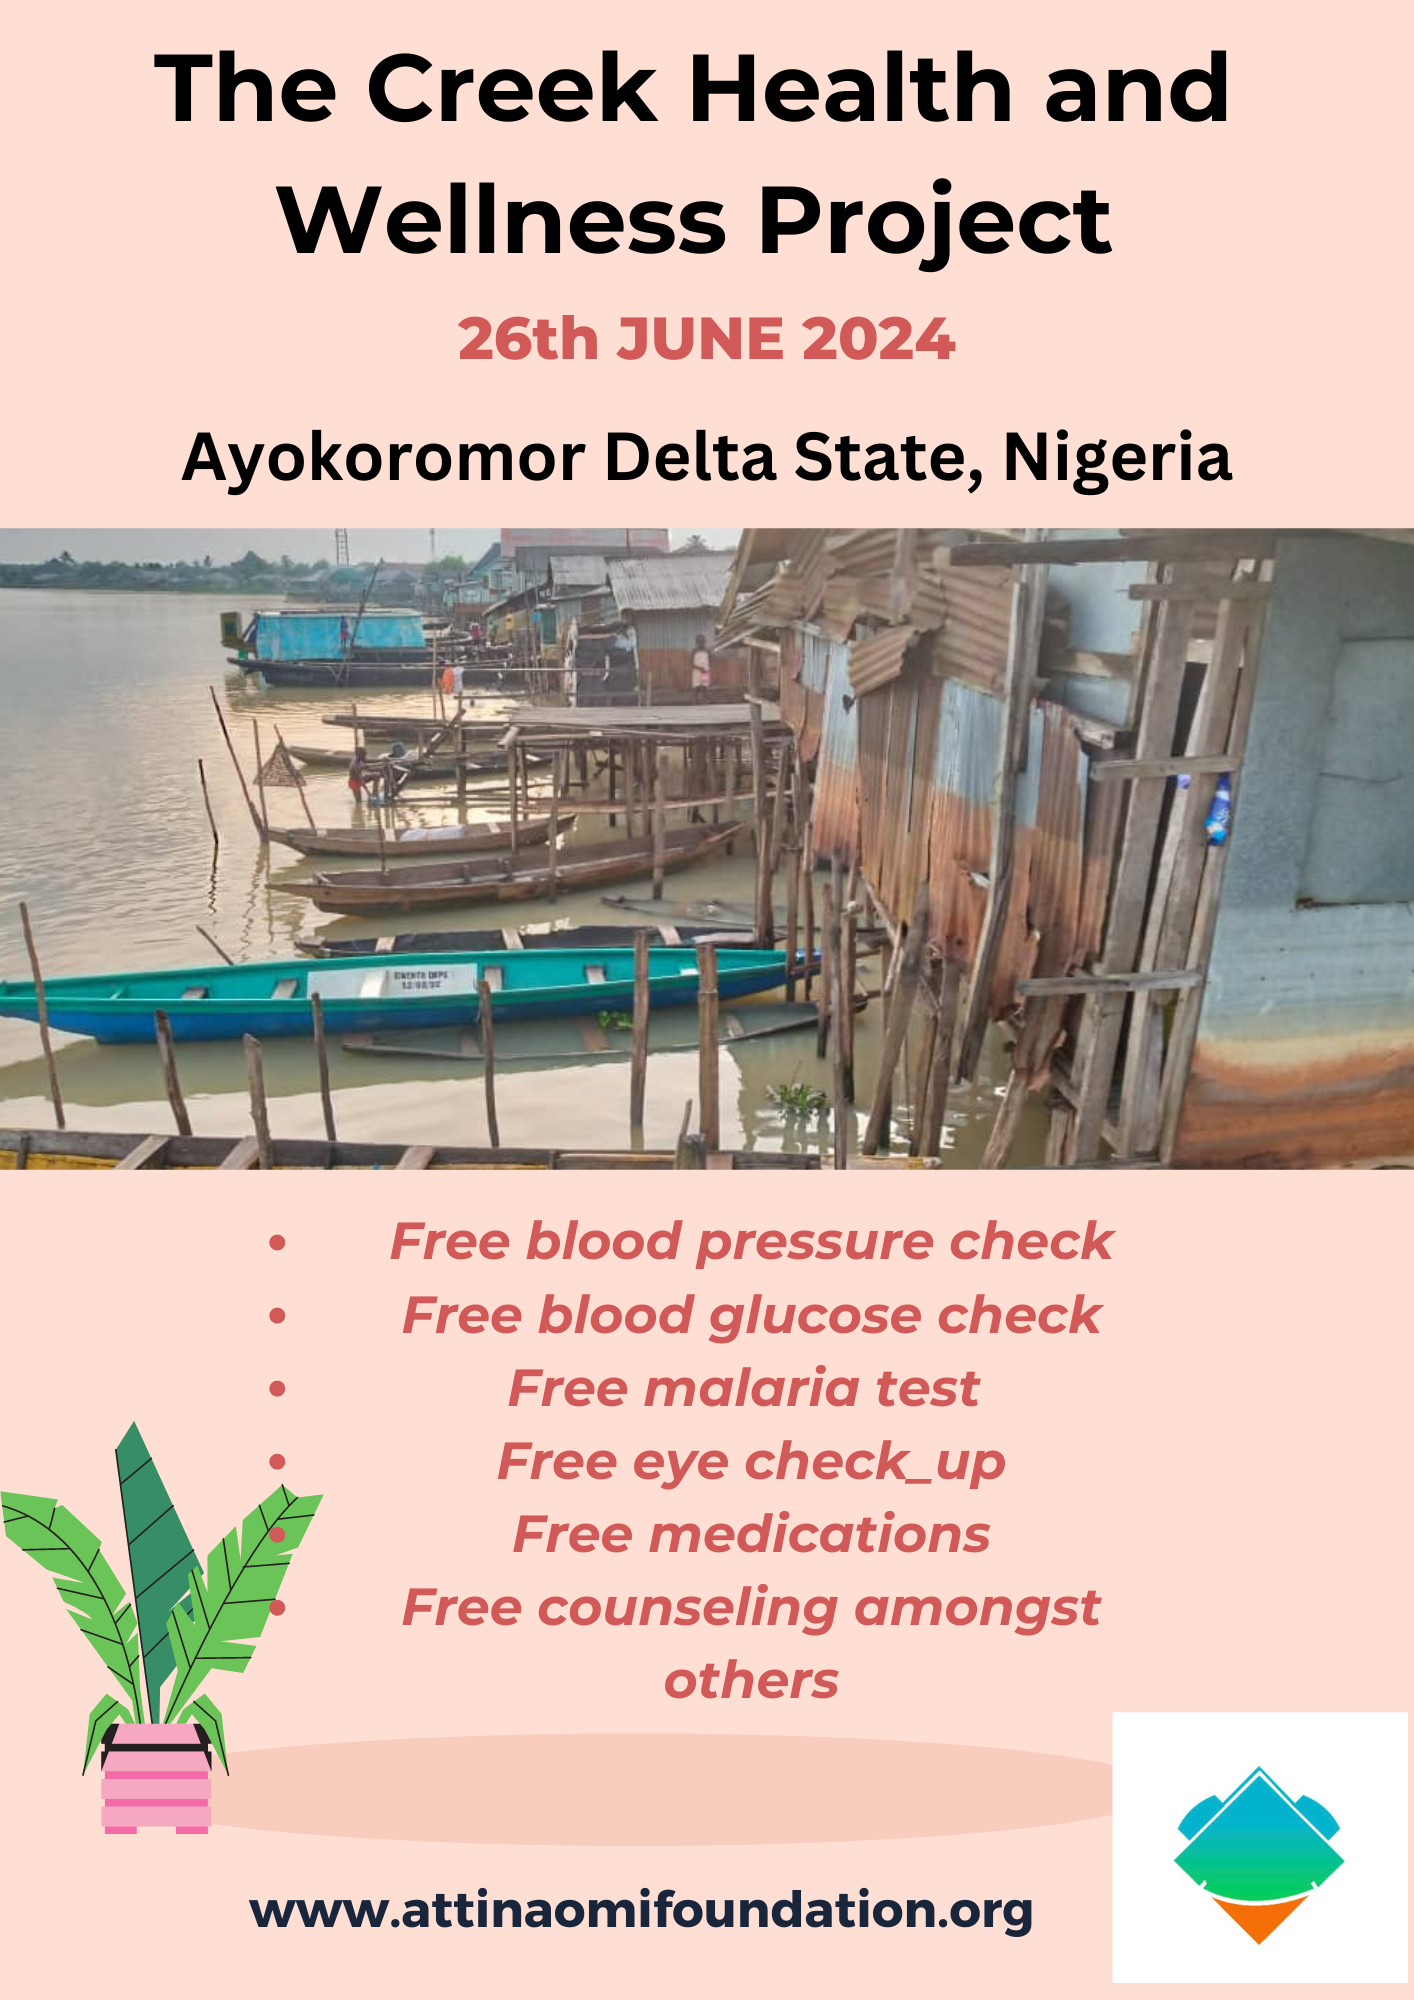 The Creek Health and
Wellness Project
26th JUNE 2024
Ayokoromor Delta State, Nigeria
• Free blood pressure check
• Free blood glucose check
• Free malaria test
• Free eye check_up
• Free medications
• Free counseling amongst
others
www.attinaomifoundation.org